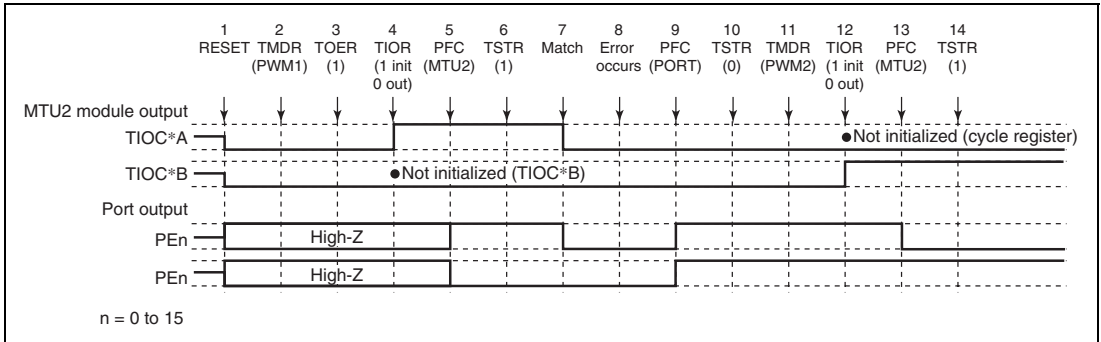 1 2 3 4 5 6 7 8 9 10 11 12 13 14
RESET TMDR TOER TIOR PFC TSTR Match Error PFC TSTR TMDR TIOR PFC TSTR
(PWM1) (1) (1 init (MTU2) (1) occurs (PORT) (0) (PWM2) (1 init (MTU2) (1)
0 out) 0 out)
MTU2 module output
TIOC*A ●Not initialized (cycle register)
TIOC*B ●Not initialized (TIOC*B)
Port output
PEn High-Z
PEn High-Z
n = 0 to 15